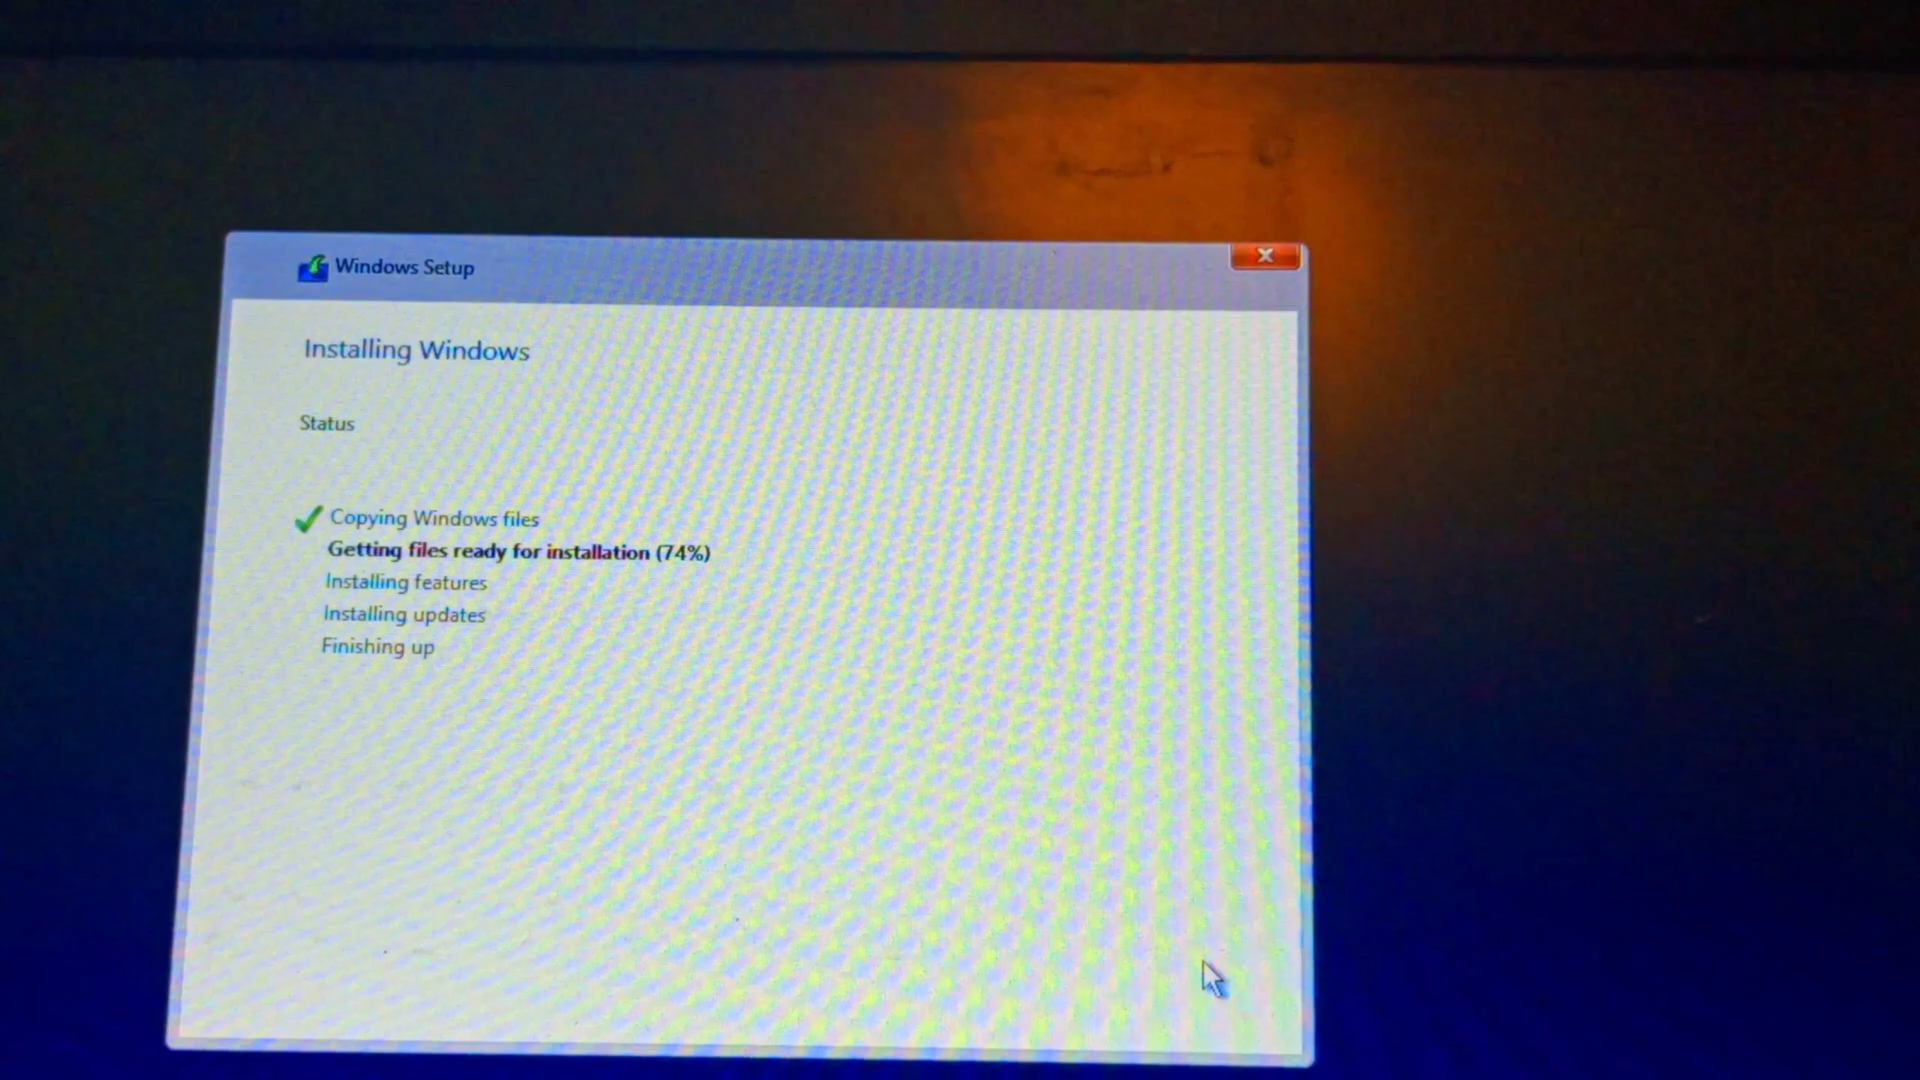 Windows Setup
Installing Windows
Status
Copying Windows files
Getting files ready for installation (74%)
Installing features
Installing updates
Finishing up